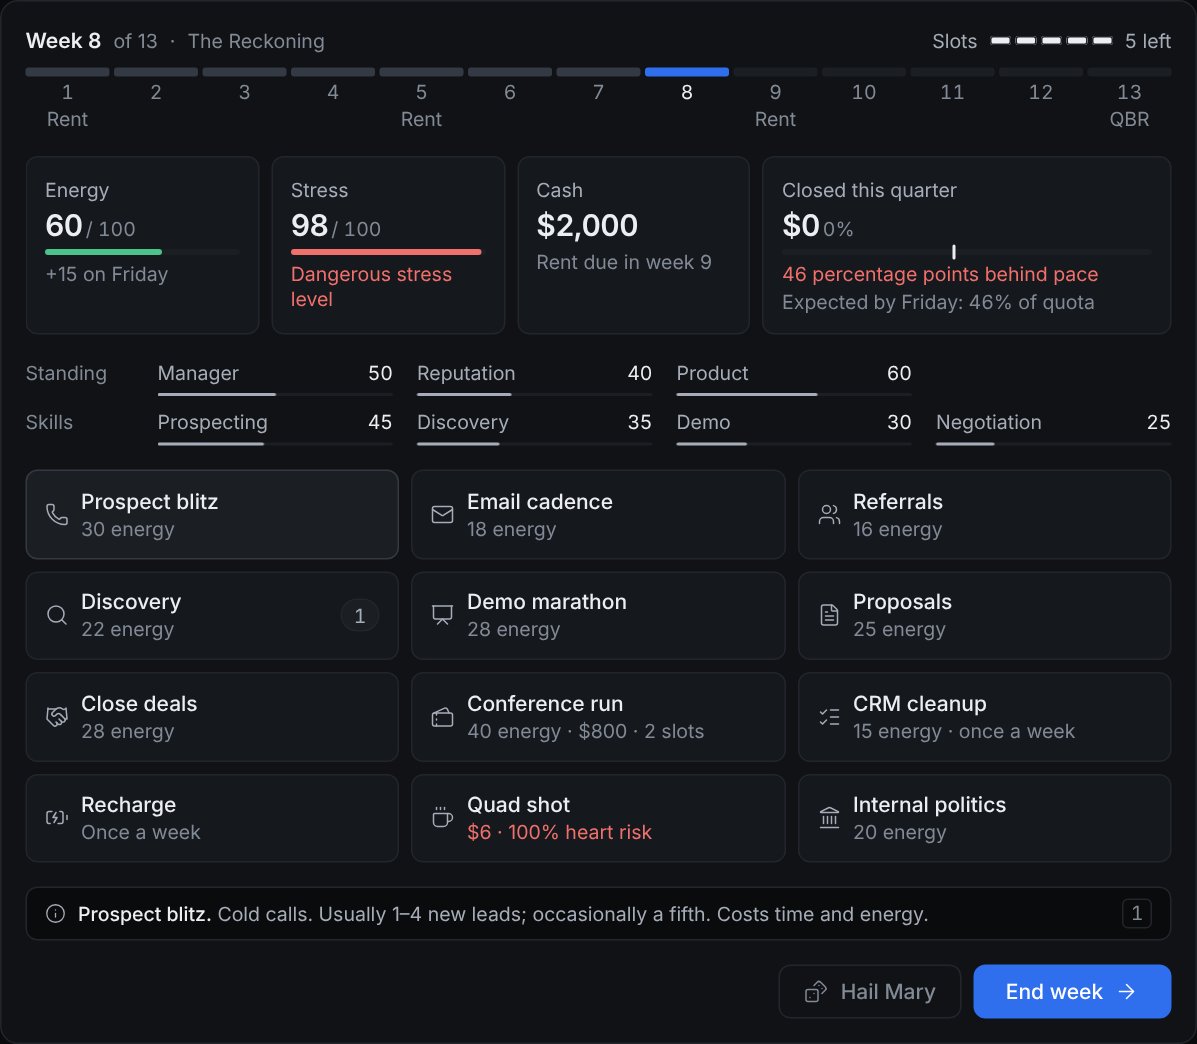 Week 8 of 13 · The Reckoning
Slots 5 left
1 2 3 4 5 6 7 8 9 10 11 12 13
Rent Rent Rent QBR
Energy
60 / 100
+15 on Friday
Stress
98 / 100
Dangerous stress
level
Cash
$2,000
Rent due in week 9
Closed this quarter
$0 0%
46 percentage points behind pace
Expected by Friday: 46% of quota
Standing Manager 50 Reputation 40 Product 60
Skills Prospecting 45 Discovery 35 Demo 30 Negotiation 25
Prospect blitz
30 energy
Email cadence
18 energy
Referrals
16 energy
Discovery
22 energy
1
Demo marathon
28 energy
Proposals
25 energy
Close deals
28 energy
Conference run
40 energy · $800 · 2 slots
CRM cleanup
15 energy · once a week
Recharge
Once a week
Quad shot
$6 · 100% heart risk
Internal politics
20 energy
Prospect blitz. Cold calls. Usually 1–4 new leads; occasionally a fifth. Costs time and energy. 1
Hail Mary
End week →